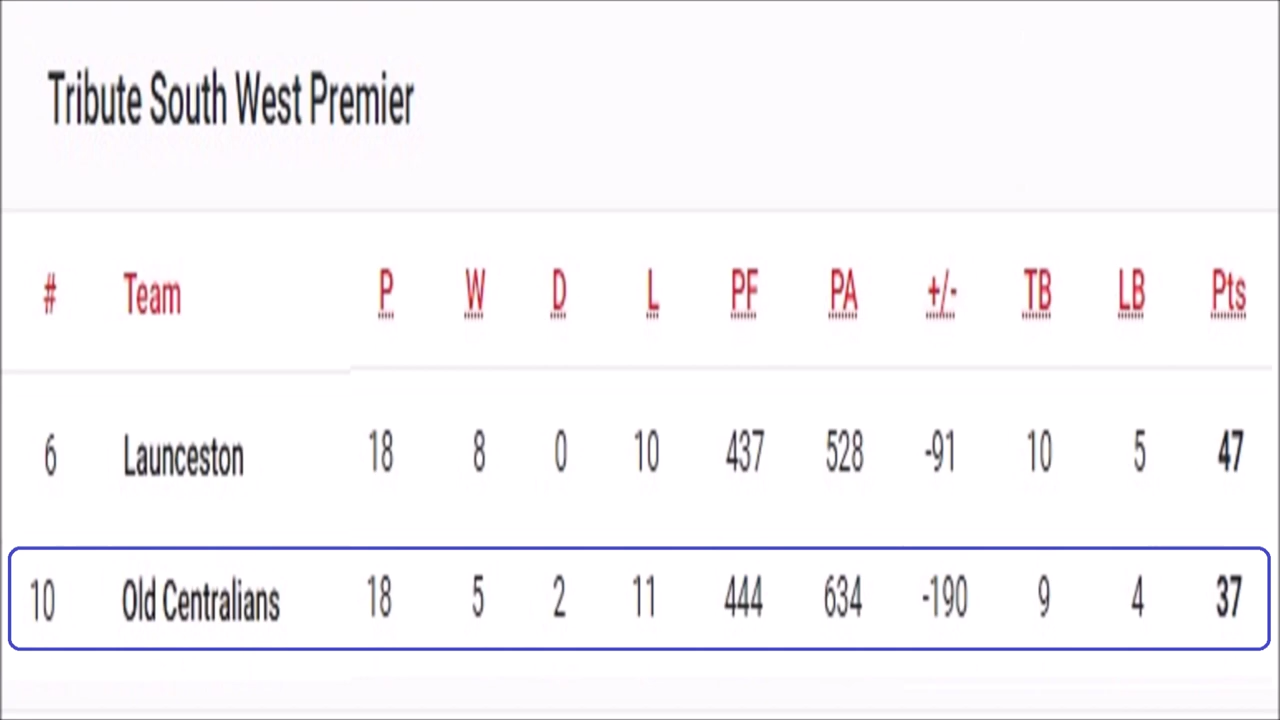 Tribute South West Premier
# Team P W D L PF PA +/- TB LB Pts
6 Launceston 18 8 0 10 437 528 -91 10 5 47
10 Old Centralians 18 5 2 11 444 634 -190 9 4 37